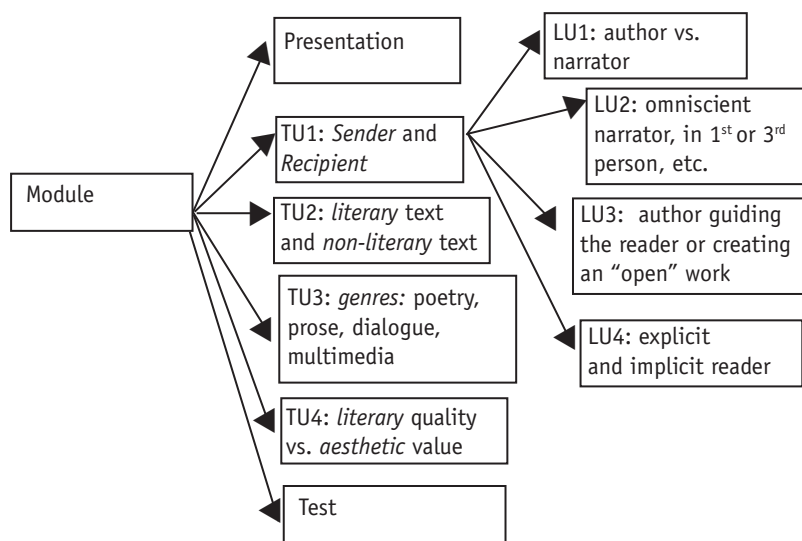 Module
Presentation
TU1: Sender and
Recipient
TU2: literary text
and non-literary text
TU3: genres: poetry,
prose, dialogue,
multimedia
TU4: literary quality
vs. aesthetic value
Test
LU1: author vs.
narrator
LU2: omniscient
narrator, in 1st or 3rd
person, etc.
LU3: author guiding
the reader or creating
an “open” work
LU4: explicit
and implicit reader